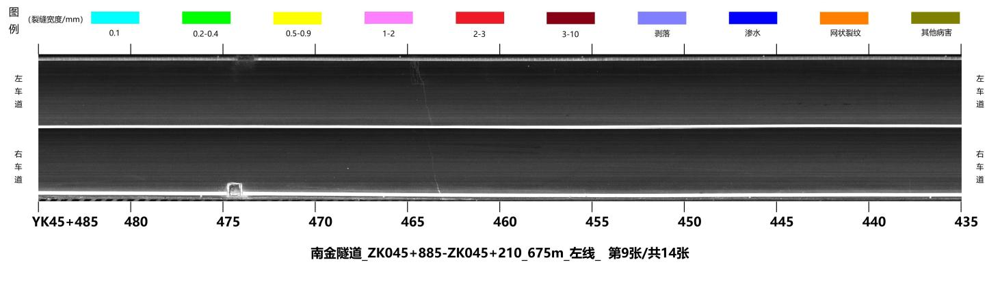 图例
(裂缝宽度/mm)
0.1 0.2-0.4 0.5-0.9 1-2 2-3 3-10 剥落 渗水 网状裂纹 其他病害
左车道 左车道
右车道 右车道
YK45+485 480 475 470 465 460 455 450 445 440 435
南金隧道_ZK045+885-ZK045+210_675m_左线_ 第9张/共14张